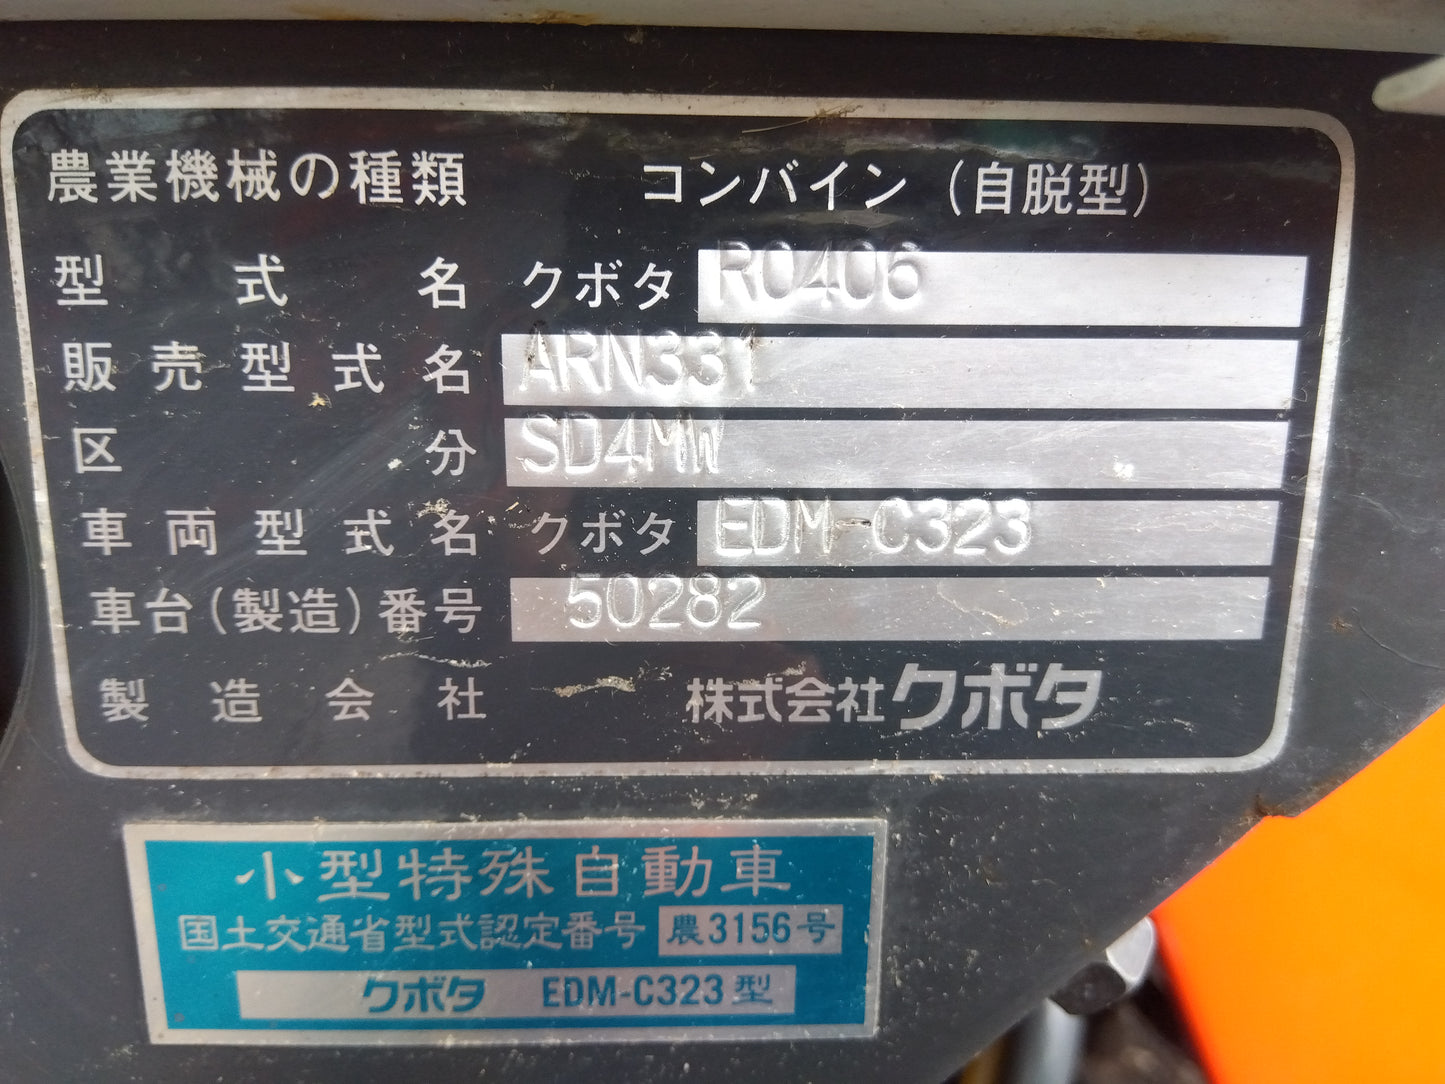 農業機械の種類 コンバイン (自脱型)
型式名 クボタ R0406
販売型式名 ARN331
区分 SD4MW
車両型式名 クボタ EDM-C323
車台(製造)番号 50282
製造会社 株式会社クボタ
小型特殊自動車
国土交通省型式認定番号 農3156号
クボタ EDM-C323型